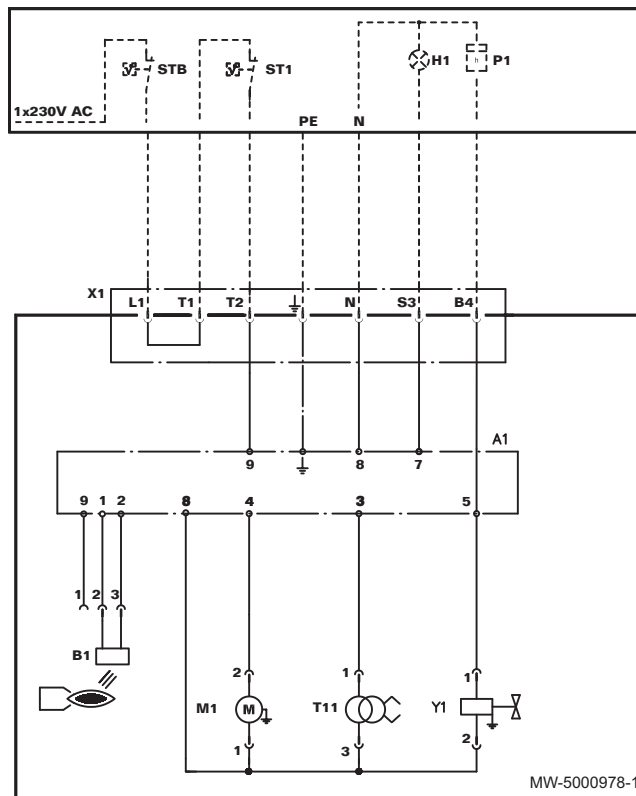 STB ST1 H1 h P1
1x230V AC
PE N
X1 L1 T1 T2 N S3 B4
A1
9 8 7
9 1 2 8 4 3 5
1 2 3
B1
2 1 1
M1 M T11 Y1
1 3 2
MW-5000978-1